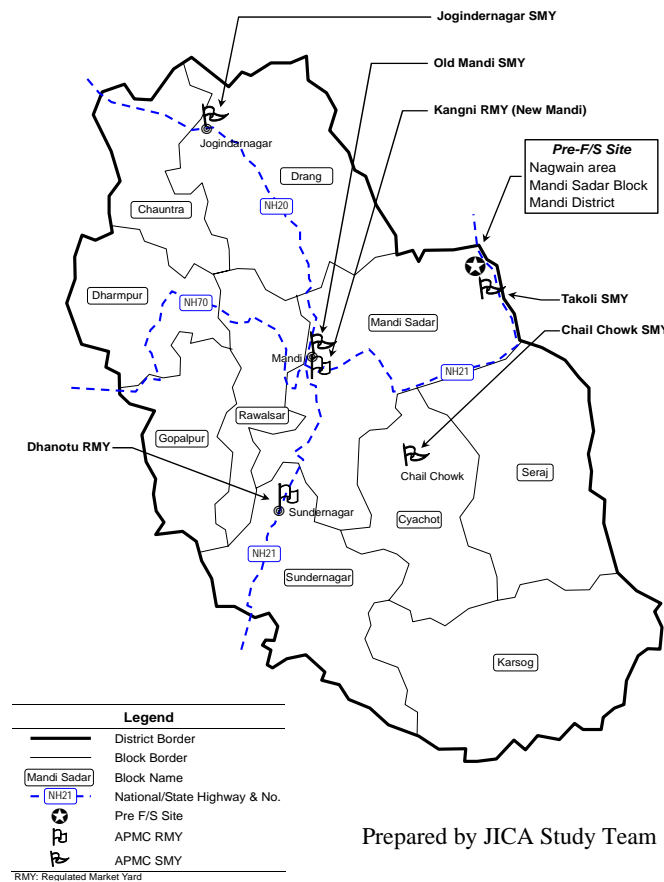 Jogindernagar SMY
Old Mandi SMY
Kangni RMY (New Mandi)
Pre-F/S Site
Nagwain area
Mandi Sadar Block
Mandi District
Jogindarnagar
Drang
Chauntra
NH20
Dharmpur
NH70
Mandi Sadar
Takoli SMY
Chail Chowk SMY
Mandi
NH21
Rawalsar
Gopalpur
Dhanotu RMY
Chail Chowk
Seraj
Sundernagar
Cyachot
NH21
Sundernagar
Karsog
Legend
District Border
Block Border
Mandi Sadar Block Name
NH21 National/State Highway & No.
Pre F/S Site
APMC RMY
APMC SMY
RMY: Regulated Market Yard
Prepared by JICA Study Team